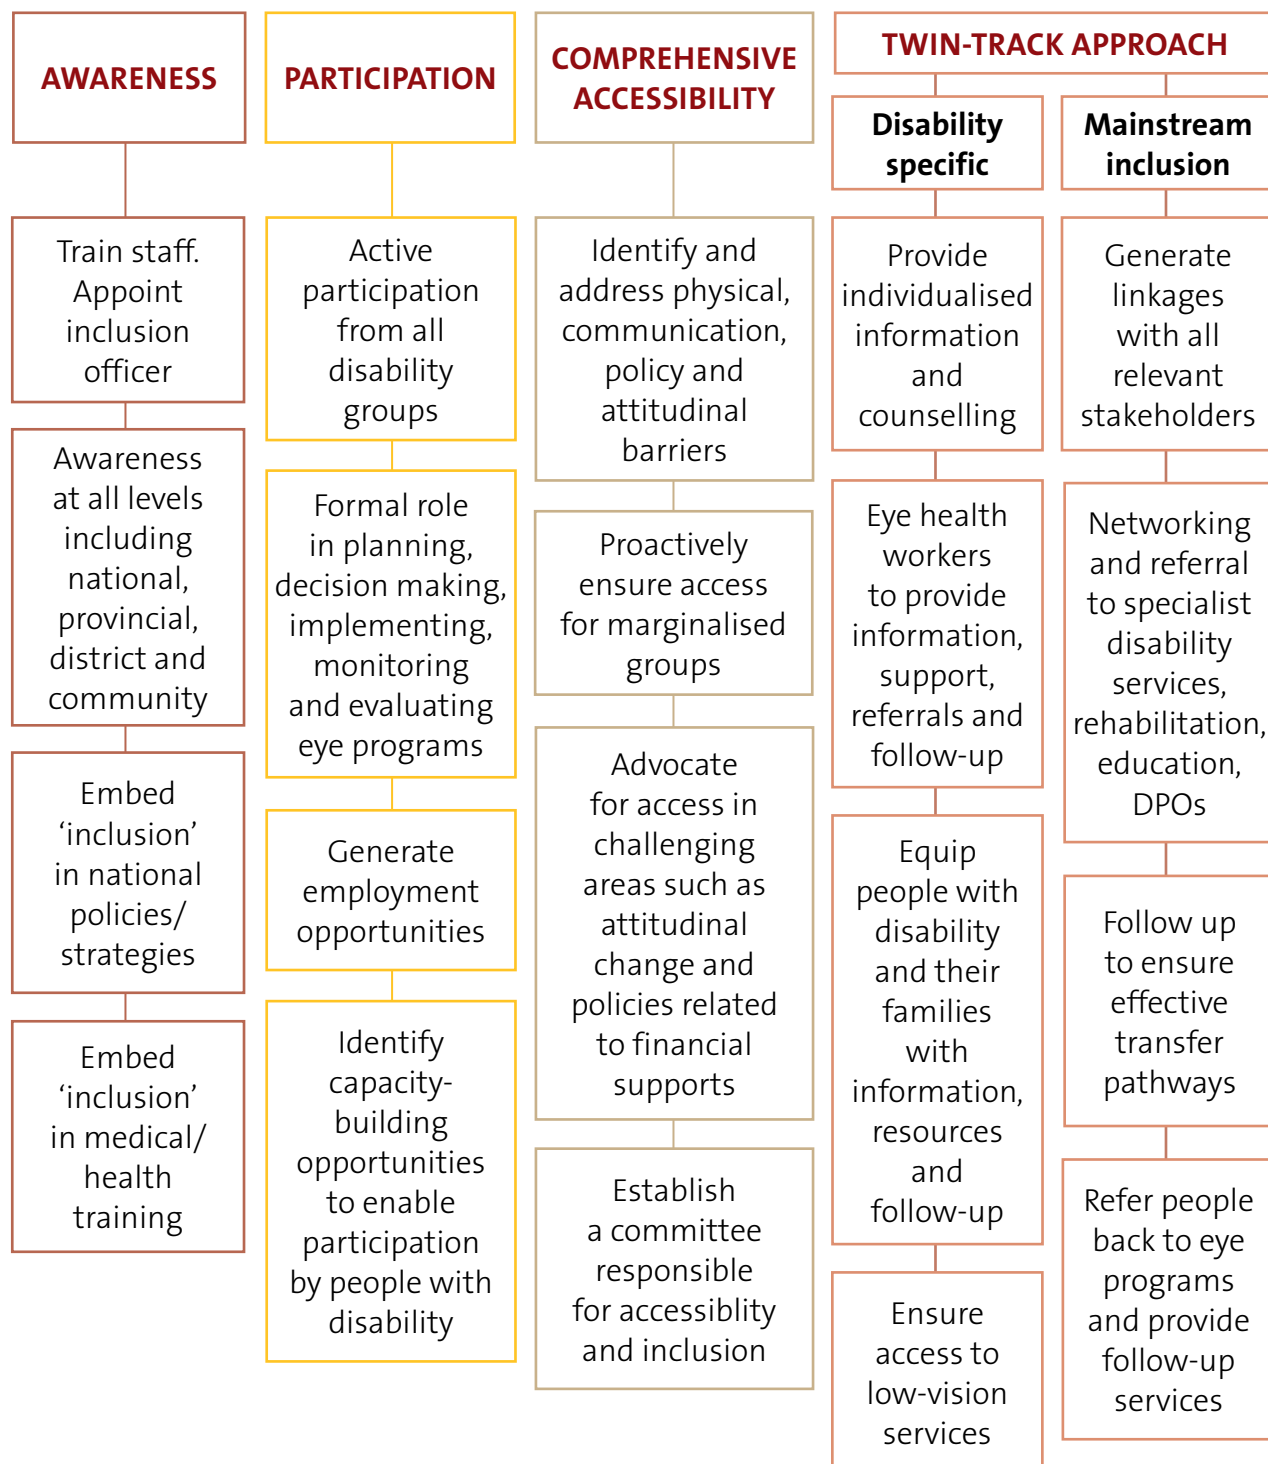 AWARENESS
Train staff.
Appoint
inclusion
officer
Awareness
at all levels
including
national,
provincial,
district and
community
Embed
‘inclusion’
in national
policies/
strategies
Embed
‘inclusion’
in medical/
health
training
PARTICIPATION
Active
participation
from all
disability
groups
Formal role
in planning,
decision making,
implementing,
monitoring
and evaluating
eye programs
Generate
employment
opportunities
Identify
capacity-
building
opportunities
to enable
participation
by people with
disability
COMPREHENSIVE
ACCESSIBILITY
Identify and
address physical,
communication,
policy and
attitudinal
barriers
Proactively
ensure access
for marginalised
groups
Advocate
for access in
challenging
areas such as
attitudinal
change and
policies related
to financial
supports
Establish
a committee
responsible
for accessiblity
and inclusion
TWIN-TRACK APPROACH
Disability
specific
Provide
individualised
information
and
counselling
Eye health
workers
to provide
information,
support,
referrals and
follow-up
Equip
people with
disability
and their
families
with
information,
resources
and
follow-up
Ensure
access to
low-vision
services
Mainstream
inclusion
Generate
linkages
with all
relevant
stakeholders
Networking
and referral
to specialist
disability
services,
rehabilitation,
education,
DPOs
Follow up
to ensure
effective
transfer
pathways
Refer people
back to eye
programs
and provide
follow-up
services